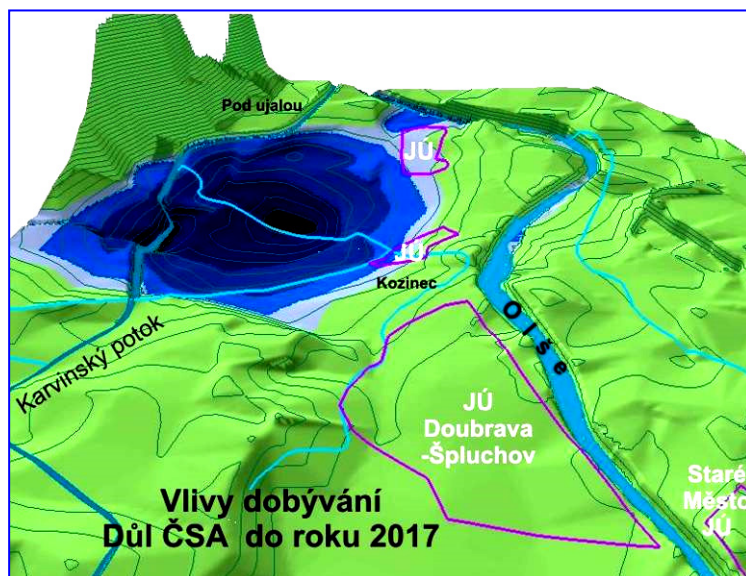 Pod ujalou
JÚ
JÚ
Kozinec
Olše
Karvinský potok
JÚ
Doubrava
-Špluchov
Staré
Město
JÚ
Vlivy dobývání
Důl ČSA do roku 2017